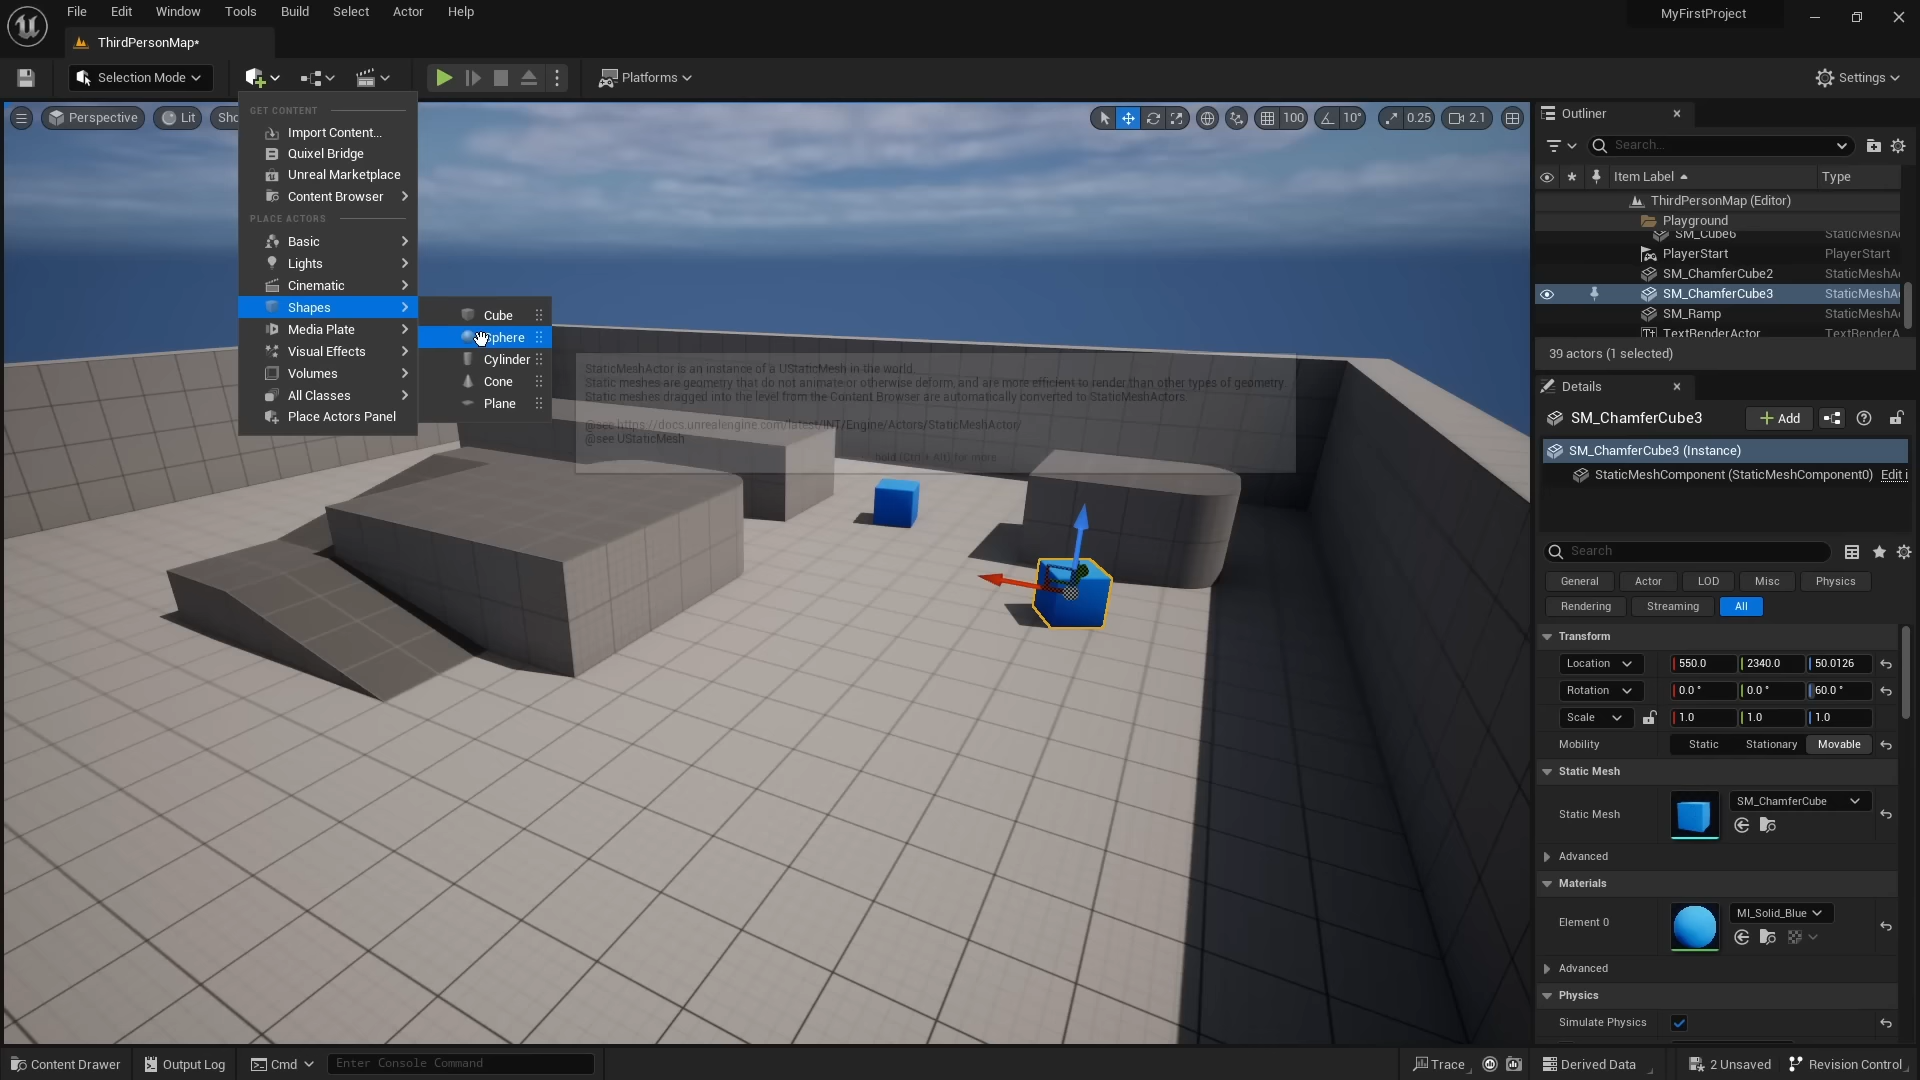 File Edit Window Tools Build Select Actor Help
MyFirstProject
ThirdPersonMap*
Selection Mode
Platforms
Settings
Perspective Lit Sho
100 10° 0.25 2.1
GET CONTENT
Import Content...
Quixel Bridge
Unreal Marketplace
Content Browser
PLACE ACTORS
Basic
Lights
Cinematic
Shapes
Media Plate
Visual Effects
Volumes
All Classes
Place Actors Panel
Cube
Sphere
Cylinder
Cone
Plane
StaticMeshActor is an instance of a UStaticMesh in the world.
Static meshes are geometry that do not animate or otherwise deform, and are more efficient to render than other types of geometry.
Static meshes dragged into the level from the Content Browser are automatically converted to StaticMeshActors.
@see https://docs.unrealengine.com/latest/INT/Engine/Actors/StaticMeshActor/
@see UStaticMesh
hold (Ctrl + Alt) for more
Outliner
Search...
Item Label Type
ThirdPersonMap (Editor)
Playground
SM_Cube6 StaticMeshA
PlayerStart PlayerStart
SM_ChamferCube2 StaticMeshA
SM_ChamferCube3 StaticMeshA
SM_Ramp StaticMeshA
TextRenderActor TextRenderA
39 actors (1 selected)
Details
SM_ChamferCube3 Add
SM_ChamferCube3 (Instance)
StaticMeshComponent (StaticMeshComponent0) Edit i
Search
General Actor LOD Misc Physics
Rendering Streaming All
Transform
Location 550.0 2340.0 50.0126
Rotation 0.0 ° 0.0 ° 60.0 °
Scale 1.0 1.0 1.0
Mobility Static Stationary Movable
Static Mesh
Static Mesh SM_ChamferCube
Advanced
Materials
Element 0 MI_Solid_Blue
Advanced
Physics
Simulate Physics
Content Drawer Output Log Cmd Enter Console Command Trace Derived Data 2 Unsaved Revision Control